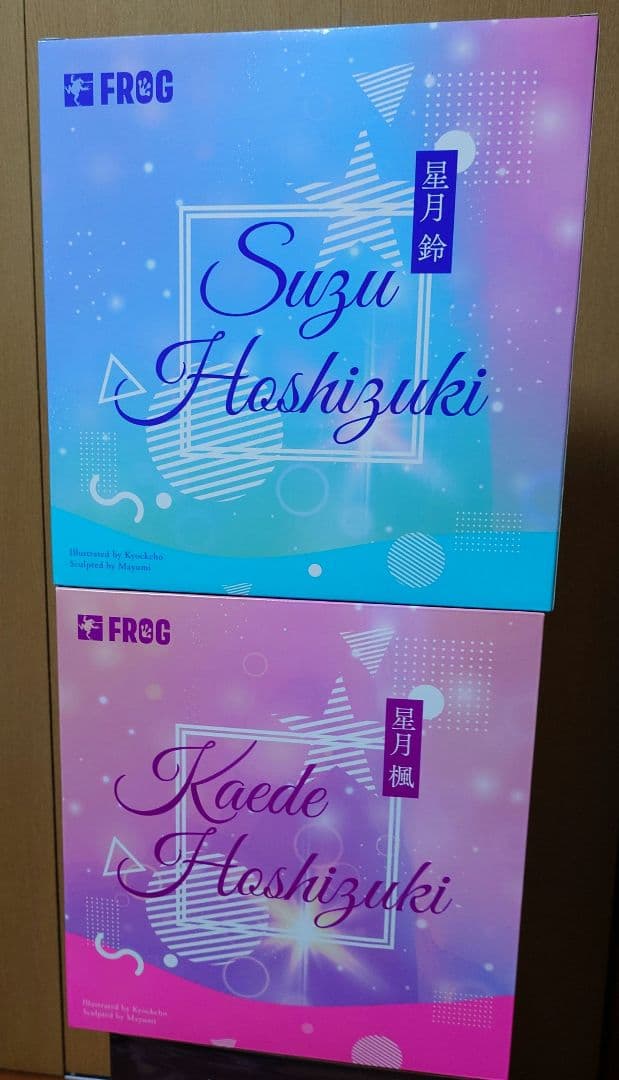 FROG
星月 鈴
Suzu
Hoshizuki
Illustrated by Kyockcho
Sculpted by Mayumi
FROG
星月 楓
Kaede
Hoshizuki
Illustrated by Kyockcho
Sculpted by Mayumi